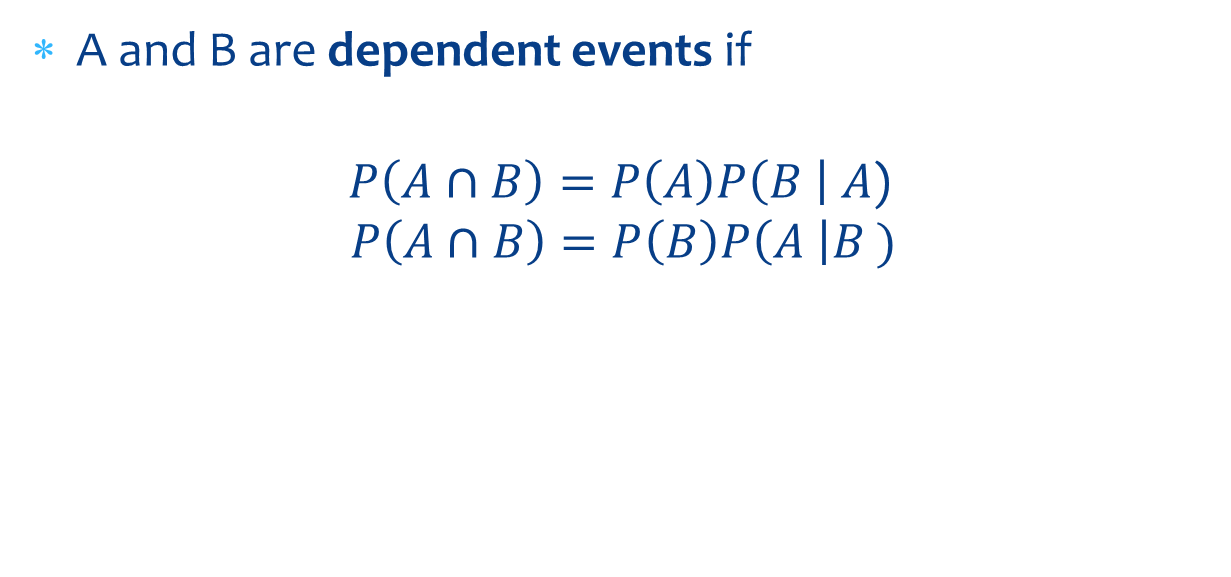 * A and B are dependent events if
P(A ∩ B) = P(A)P(B | A)
P(A ∩ B) = P(B)P(A |B )